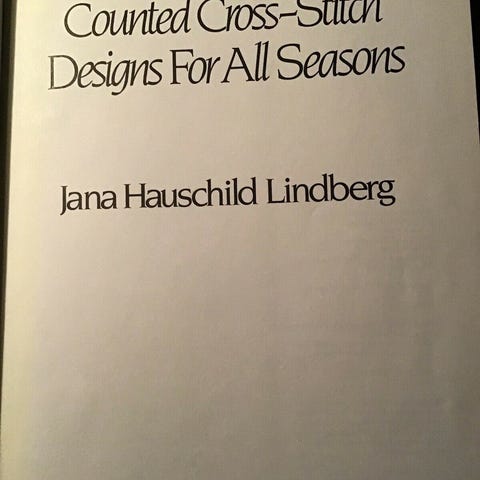 Counted Cross-Stitch
Designs For All Seasons
Jana Hauschild Lindberg